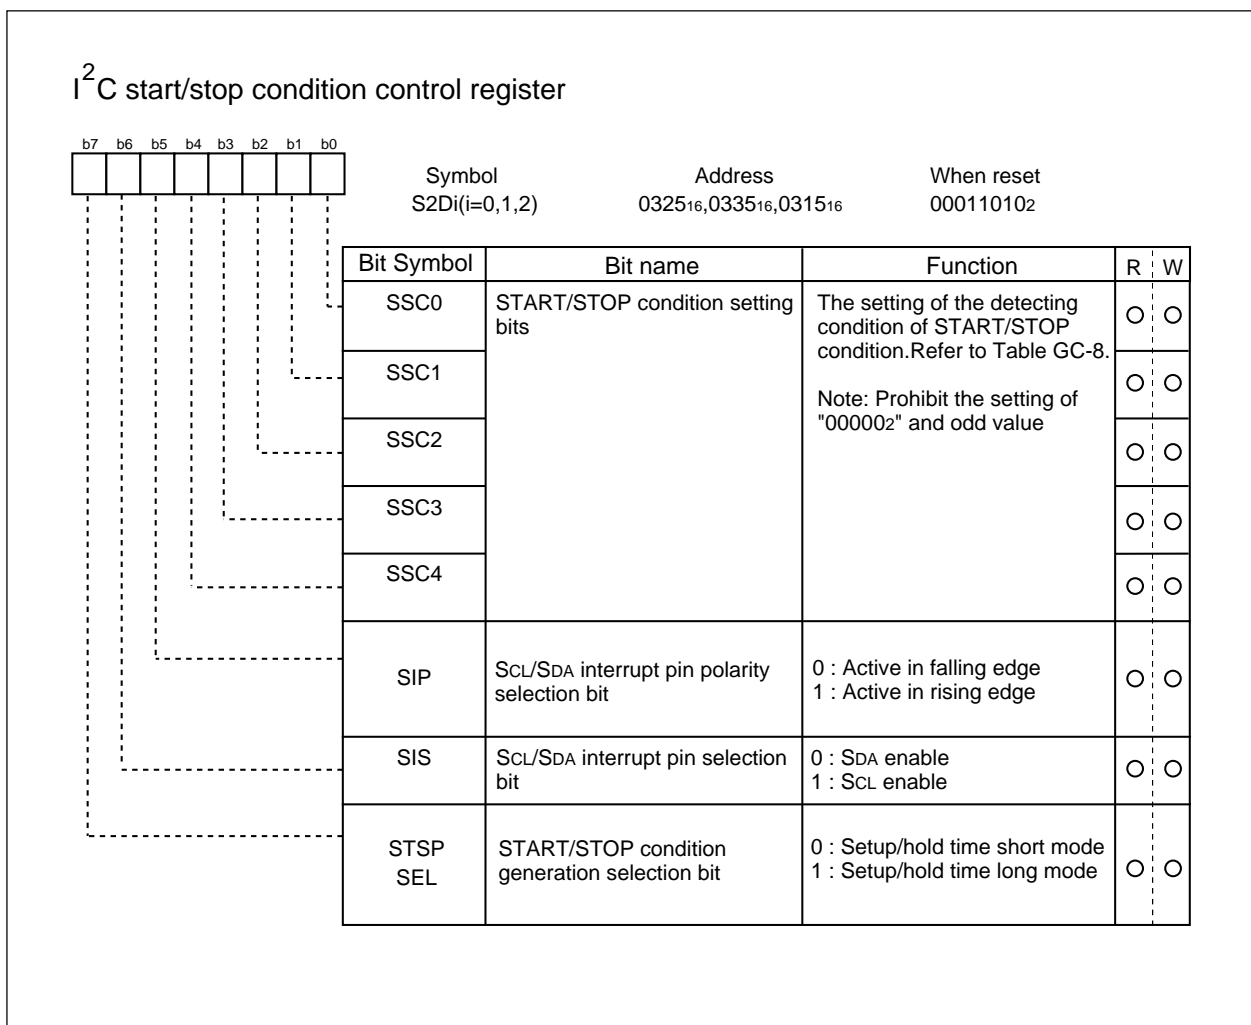 I2C start/stop condition control register
b7 b6 b5 b4 b3 b2 b1 b0
Symbol Address When reset
S2Di(i=0,1,2) 032516,033516,031516 000110102
Bit Symbol Bit name Function R W
SSC0 START/STOP condition setting bits The setting of the detecting condition of START/STOP condition.Refer to Table GC-8.
Note: Prohibit the setting of "000002" and odd value
SSC1
SSC2
SSC3
SSC4
SIP SCL/SDA interrupt pin polarity selection bit 0 : Active in falling edge
1 : Active in rising edge
SIS SCL/SDA interrupt pin selection bit 0 : SDA enable
1 : SCL enable
STSP SEL START/STOP condition generation selection bit 0 : Setup/hold time short mode
1 : Setup/hold time long mode